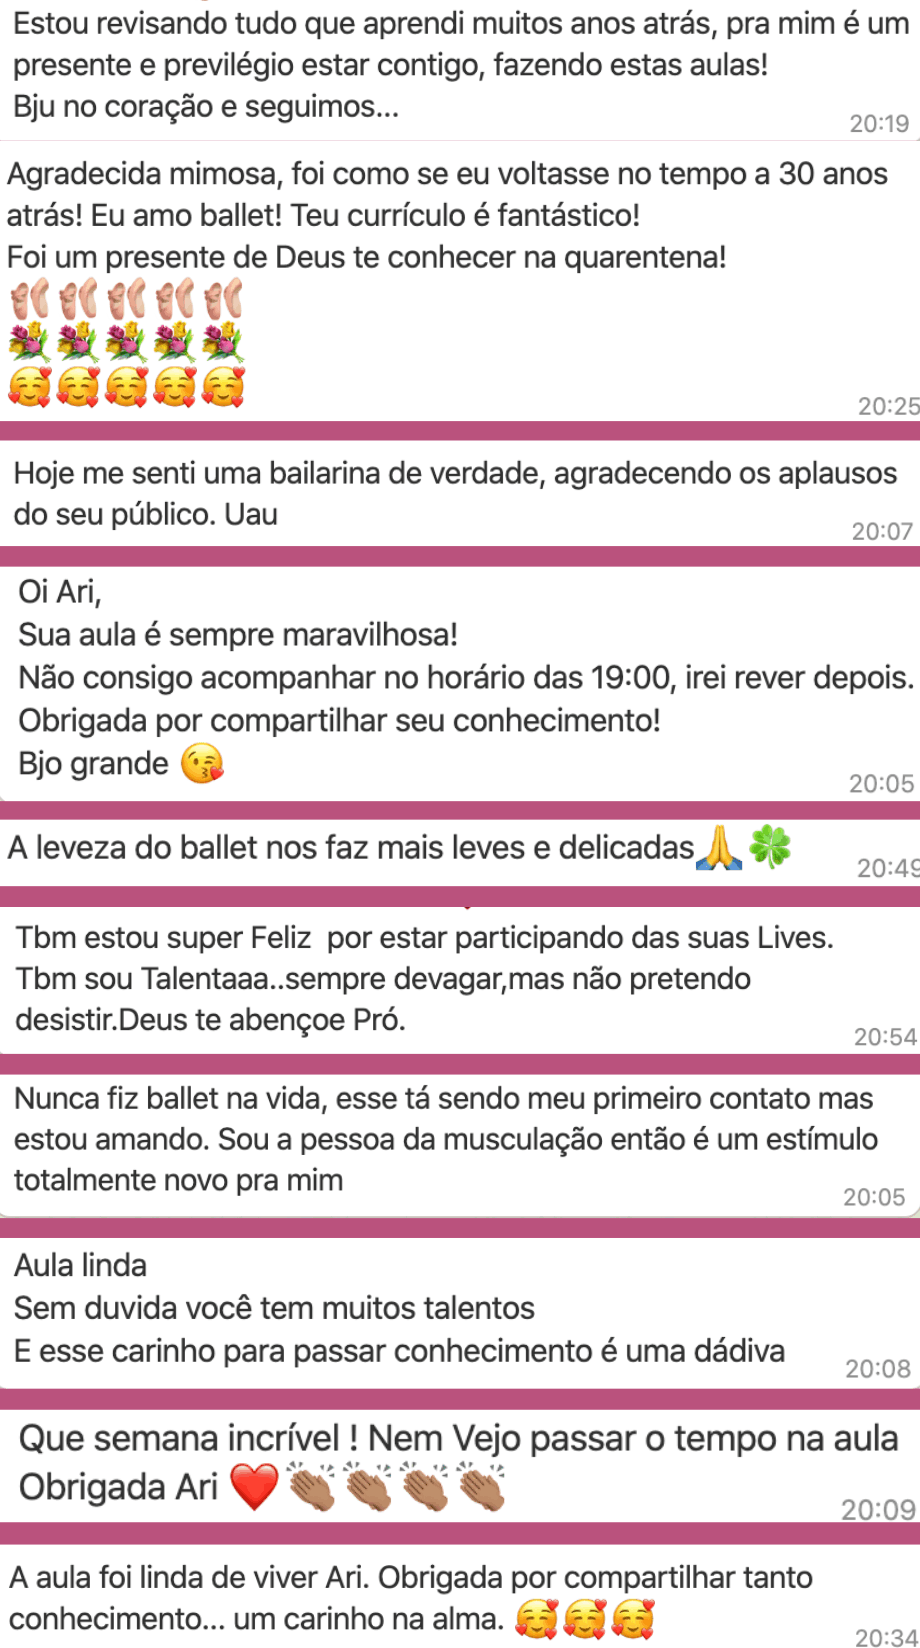 Estou revisando tudo que aprendi muitos anos atrás, pra mim é um
presente e previlégio estar contigo, fazendo estas aulas!
Bju no coração e seguimos...
20:19
Agradecida mimosa, foi como se eu voltasse no tempo a 30 anos
atrás! Eu amo ballet! Teu currículo é fantástico!
Foi um presente de Deus te conhecer na quarentena!
🩰🩰🩰🩰🩰
💐💐💐💐💐
🥰🥰🥰🥰🥰
20:25
Hoje me senti uma bailarina de verdade, agradecendo os aplausos
do seu público. Uau
20:07
Oi Ari,
Sua aula é sempre maravilhosa!
Não consigo acompanhar no horário das 19:00, irei rever depois.
Obrigada por compartilhar seu conhecimento!
Bjo grande 😘
20:05
A leveza do ballet nos faz mais leves e delicadas🙏🍀
20:49
Tbm estou super Feliz  por estar participando das suas Lives.
Tbm sou Talentaaa..sempre devagar,mas não pretendo
desistir.Deus te abençoe Pró.
20:54
Nunca fiz ballet na vida, esse tá sendo meu primeiro contato mas
estou amando. Sou a pessoa da musculação então é um estímulo
totalmente novo pra mim
20:05
Aula linda
Sem duvida você tem muitos talentos
E esse carinho para passar conhecimento é uma dádiva
20:08
Que semana incrível ! Nem Vejo passar o tempo na aula
Obrigada Ari ❤️👏🏽👏🏽👏🏽👏🏽
20:09
A aula foi linda de viver Ari. Obrigada por compartilhar tanto
conhecimento... um carinho na alma. 🥰🥰🥰
20:34